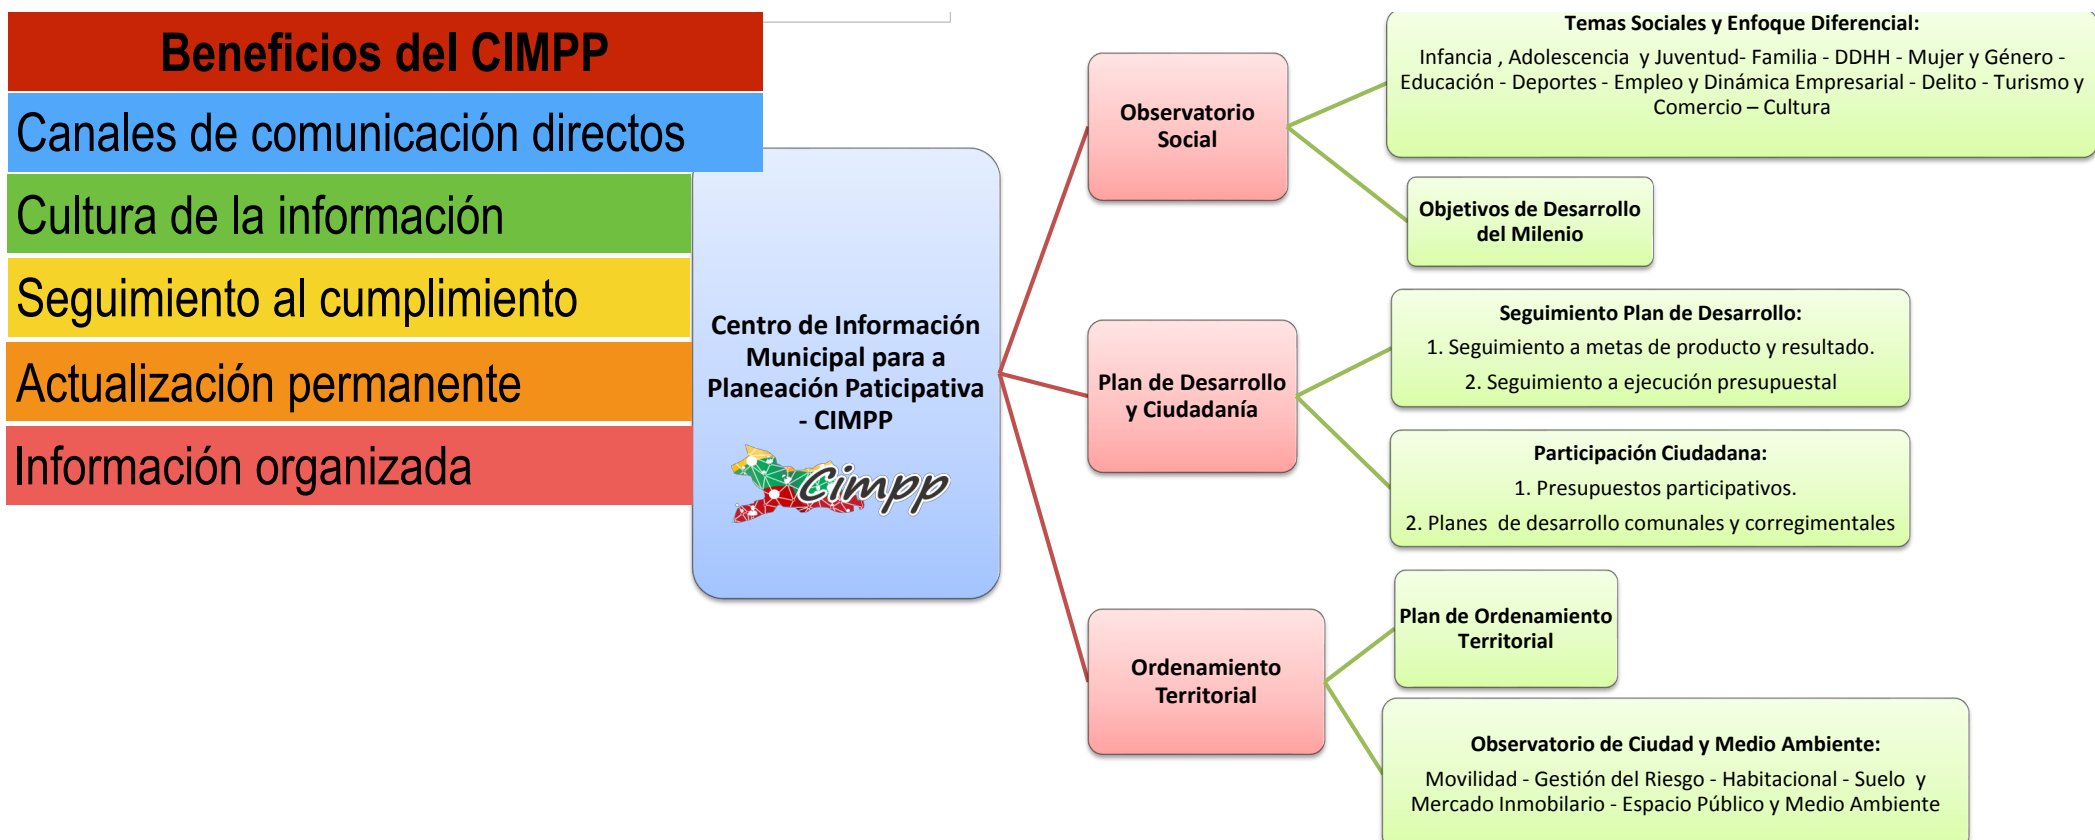 Beneficios del CIMPP
Canales de comunicación directos
Cultura de la información
Seguimiento al cumplimiento
Actualización permanente
Información organizada
Centro de Información
Municipal para a
Planeación Paticipativa
- CIMPP
Cimpp
Observatorio
Social
Temas Sociales y Enfoque Diferencial:
Infancia , Adolescencia y Juventud- Familia - DDHH - Mujer y Género -
Educación - Deportes - Empleo y Dinámica Empresarial - Delito - Turismo y
Comercio – Cultura
Objetivos de Desarrollo
del Milenio
Plan de Desarrollo
y Ciudadanía
Seguimiento Plan de Desarrollo:
1. Seguimiento a metas de producto y resultado.
2. Seguimiento a ejecución presupuestal
Participación Ciudadana:
1. Presupuestos participativos.
2. Planes de desarrollo comunales y corregimentales
Ordenamiento
Territorial
Plan de Ordenamiento
Territorial
Observatorio de Ciudad y Medio Ambiente:
Movilidad - Gestión del Riesgo - Habitacional - Suelo y
Mercado Inmobilario - Espacio Público y Medio Ambiente